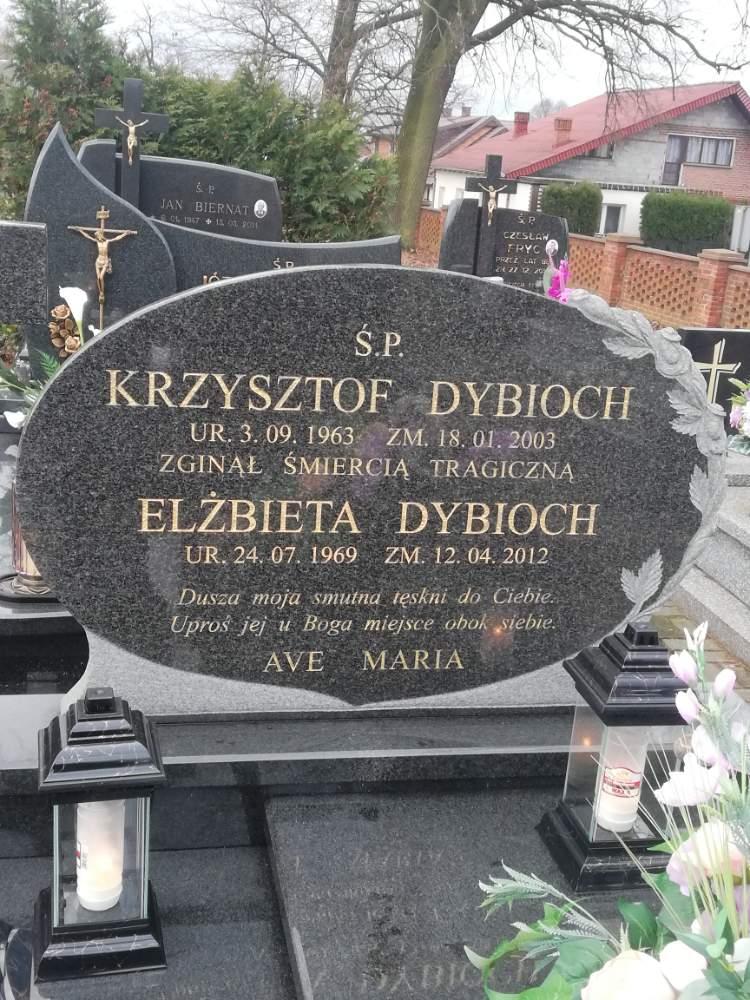 Ś.P.
JAN BIERNAT
Ś.P.
CZESŁAW
FRYC
Ś.P.
Ś.P.
KRZYSZTOF DYBIOCH
UR. 3.09.1963 ZM. 18.01.2003
ZGINĄŁ ŚMIERCIĄ TRAGICZNĄ
ELŻBIETA DYBIOCH
UR. 24.07.1969 ZM. 12.04.2012
Dusza moja smutna tęskni do Ciebie.
Uproś jej u Boga miejsce obok siebie.
AVE MARIA